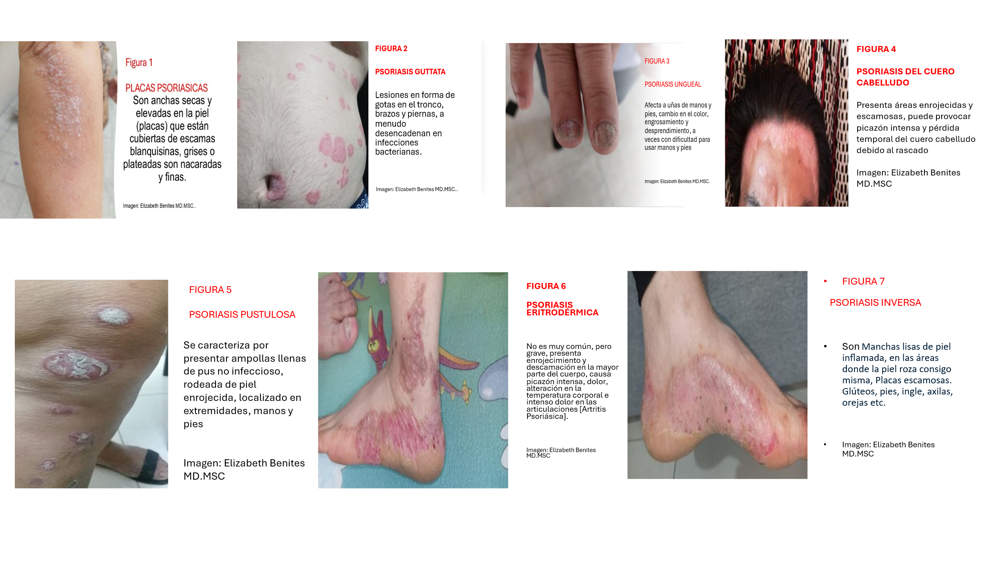 Figura 1
PLACAS PSORIASICAS
Son anchas secas y
elevadas en la piel
(placas) que están
cubiertas de escamas
blanquisinas, grises o
plateadas son nacaradas
y finas.
Imagen: Elizabeth Benites MD.MSC..
FIGURA 2
PSORIASIS GUTTATA
Lesiones en forma de
gotas en el tronco,
brazos y piernas, a
menudo
desencadenan en
infecciones
bacterianas.
Imagen: Elizabeth Benites MD.MSC..
FIGURA 3
PSORIASIS UNGUEAL
Afecta a uñas de manos y
pies, cambio en el color,
engrosamiento y
desprendimiento, a
veces con dificultad para
usar manos y pies
Imagen: Elizabeth Benites MD.MSC.
FIGURA 4
PSORIASIS DEL CUERO
CABELLUDO
Presenta áreas enrojecidas y
escamosas, puede provocar
picazón intensa y pérdida
temporal del cuero cabelludo
debido al rascado
Imagen: Elizabeth Benites
MD.MSC
FIGURA 5
PSORIASIS PUSTULOSA
Se caracteriza por
presentar ampollas llenas
de pus no infeccioso,
rodeada de piel
enrojecida, localizado en
extremidades, manos y
pies
Imagen: Elizabeth Benites
MD.MSC
FIGURA 6
PSORIASIS
ERITRODÉRMICA
No es muy común, pero
grave, presenta
enrojecimiento y
descamación en la mayor
parte del cuerpo, causa
picazón intensa, dolor,
alteración en la
temperatura corporal e
intenso dolor en las
articulaciones [Artritis
Psoriásica].
Imagen: Elizabeth Benites
MD.MSC
• FIGURA 7
PSORIASIS INVERSA
• Son Manchas lisas de piel
inflamada, en las áreas
donde la piel roza consigo
misma, Placas escamosas.
Glúteos, pies, ingle, axilas,
orejas etc.
• Imagen: Elizabeth Benites
MD.MSC